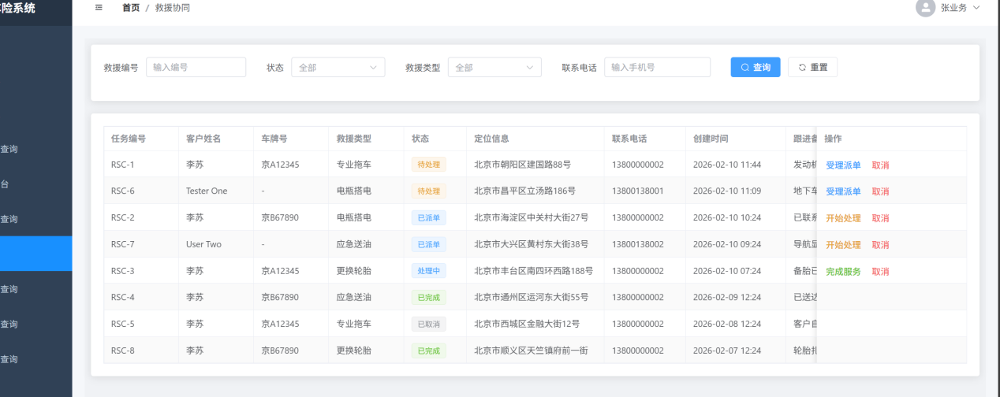 险系统
首页 / 救援协同
张业务
救援编号 输入编号 状态 全部 救援类型 全部 联系电话 输入手机号 查询 重置
任务编号 客户姓名 车牌号 救援类型 状态 定位信息 联系电话 创建时间 跟进备 操作
RSC-1 李苏 京A12345 专业拖车 待处理 北京市朝阳区建国路88号 13800000002 2026-02-10 11:44 发动机 受理派单 取消
RSC-6 Tester One - 电瓶搭电 待处理 北京市昌平区立汤路186号 13800138001 2026-02-10 11:09 地下车 受理派单 取消
RSC-2 李苏 京B67890 电瓶搭电 已派单 北京市海淀区中关村大街27号 13800000002 2026-02-10 10:24 已联系 开始处理 取消
RSC-7 User Two - 应急送油 已派单 北京市大兴区黄村东大街38号 13800138002 2026-02-10 09:24 导航显 开始处理 取消
RSC-3 李苏 京A12345 更换轮胎 处理中 北京市丰台区南四环西路188号 13800000002 2026-02-10 07:24 备胎已 完成服务 取消
RSC-4 李苏 京B67890 应急送油 已完成 北京市通州区运河东大街55号 13800000002 2026-02-09 12:24 已送达
RSC-5 李苏 京A12345 专业拖车 已取消 北京市西城区金融大街12号 13800000002 2026-02-08 12:24 客户自
RSC-8 李苏 京B67890 更换轮胎 已完成 北京市顺义区天竺镇府前一街 13800000002 2026-02-07 12:24 轮胎
查询
台
查询
查询
查询
查询